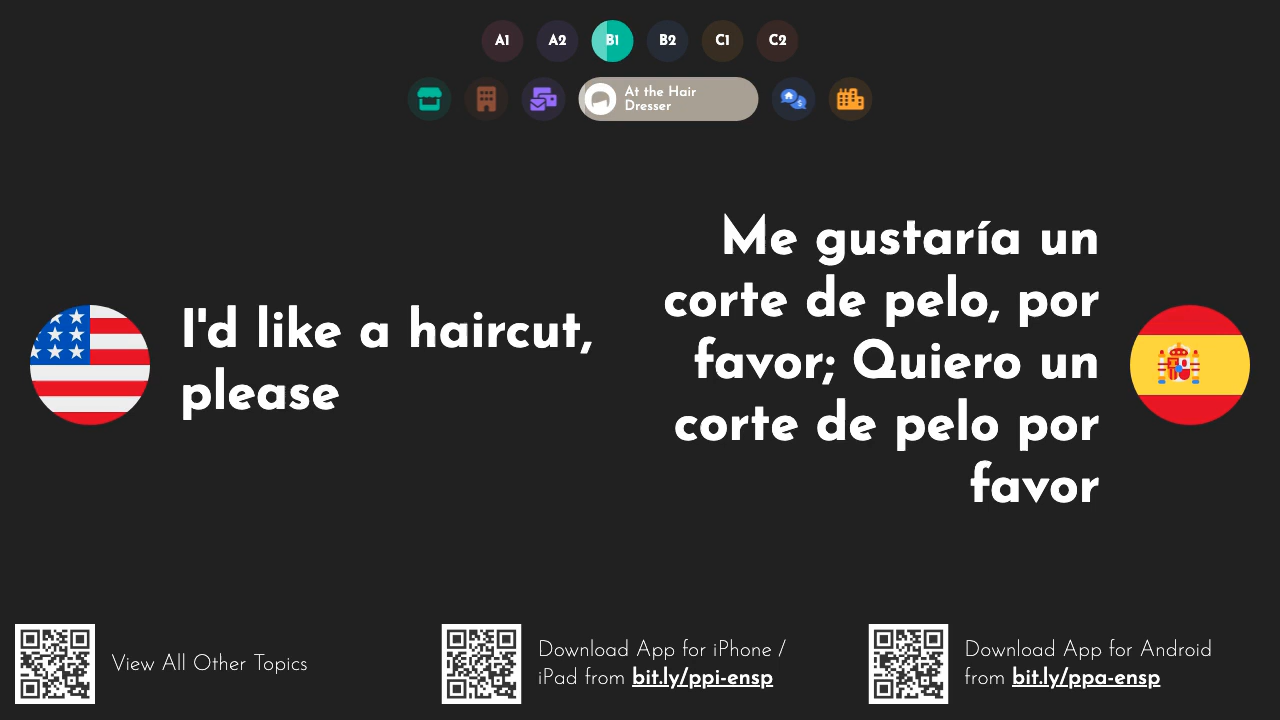 A1
A2
B1
B2
C1
C2
At the Hair
Dresser
I'd like a haircut,
please
Me gustaría un
corte de pelo, por
favor; Quiero un
corte de pelo por
favor
View All Other Topics
Download App for iPhone /
iPad from bit.ly/ppi-ensp
Download App for Android
from bit.ly/ppa-ensp